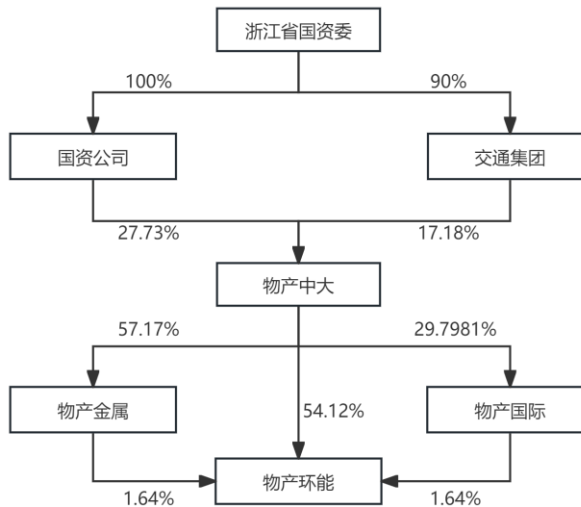 浙江省国资委
100%
90%
国资公司
交通集团
27.73%
17.18%
物产中大
57.17%
29.7981%
物产金属
54.12%
物产国际
物产环能
1.64%
1.64%